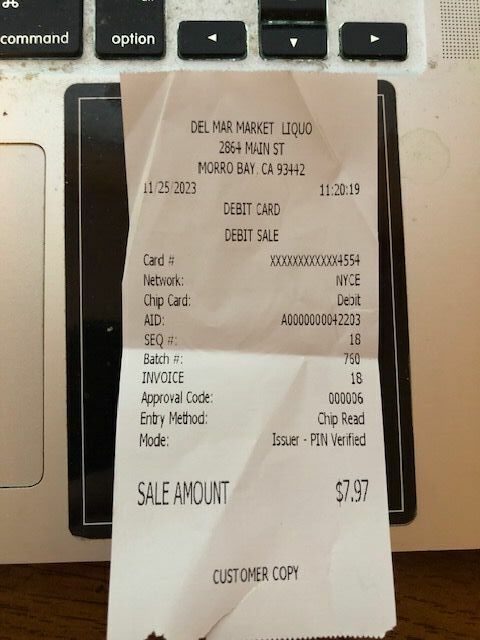 command
option
DEL MAR MARKET LIQUO
2864 MAIN ST
MORRO BAY, CA 93442
11/25/2023 11:20:19
DEBIT CARD
DEBIT SALE
Card # XXXXXXXXXXXX4554
Network: NYCE
Chip Card: Debit
AID: A0000000042203
SEQ #: 18
Batch #: 760
INVOICE 18
Approval Code: 000006
Entry Method: Chip Read
Mode: Issuer - PIN Verified
SALE AMOUNT $7.97
CUSTOMER COPY